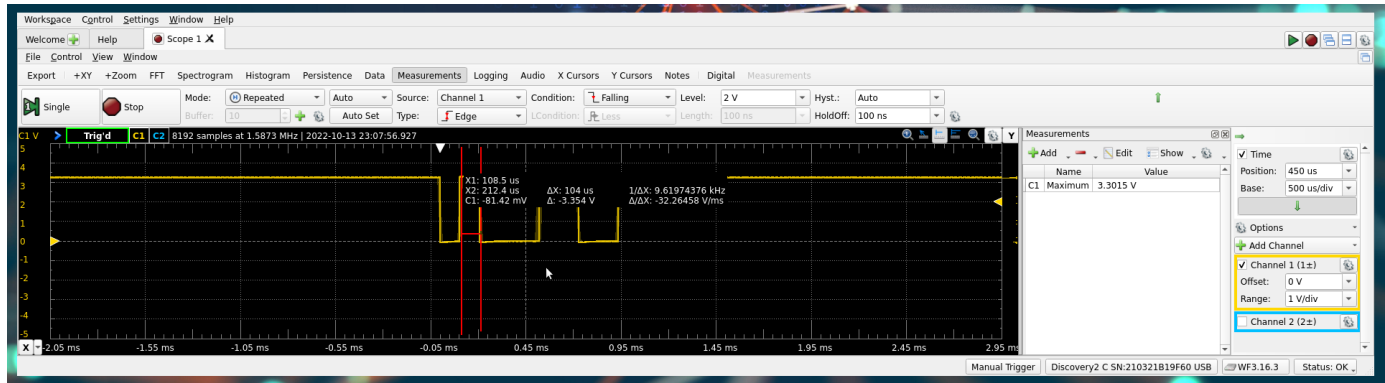 Workspace Control Settings Window Help
Welcome Help Scope 1
File Control View Window
Export +XY +Zoom FFT Spectrogram Histogram Persistence Data Measurements Logging Audio X Cursors Y Cursors Notes Digital Measurements
Single Stop Mode: Repeated Auto Source: Channel 1 Condition: Falling Level: 2 V Hyst.: Auto
Buffer: 10 Auto Set Type: Edge LCondition: Less Length: 100 ns HoldOff: 100 ns
C1 V Trig'd C1 C2 8192 samples at 1.5873 MHz | 2022-10-13 23:07:56.927 Y
5
4
3
2
1
0
-1
-2
-3
-4
-5
X1: 108.5 us
X2: 212.4 us ΔX: 104 us 1/ΔX: 9.61974376 kHz
C1: -81.42 mV Δ: -3.354 V Δ/ΔX: -32.26458 V/ms
X -2.05 ms -1.55 ms -1.05 ms -0.55 ms -0.05 ms 0.45 ms 0.95 ms 1.45 ms 1.95 ms 2.45 ms 2.95 ms
Measurements
Add Edit Show
Name Value
C1 Maximum 3.3015 V
Time
Position: 450 us
Base: 500 us/div
Options
Add Channel
Channel 1 (1±)
Offset: 0 V
Range: 1 V/div
Channel 2 (2±)
Manual Trigger Discovery2 C SN:210321B19F60 USB WF3.16.3 Status: OK